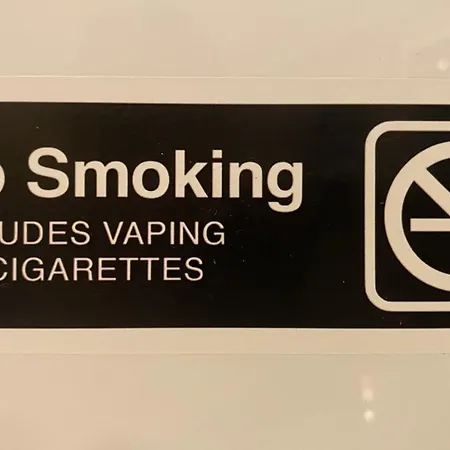 o Smoking
UDES VAPING
CIGARETTES